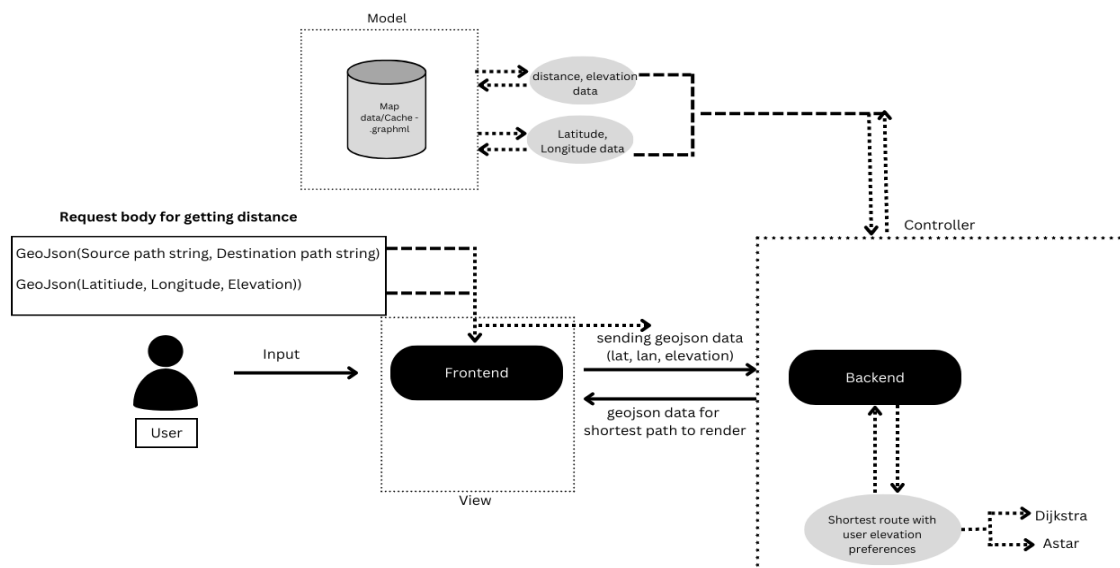 Model
Map
data/Cache -
.graphml
distance, elevation
data
Latitude,
Longitude data
Request body for getting distance
GeoJson(Source path string, Destination path string)
GeoJson(Latitiude, Longitude, Elevation))
Controller
Input
User
Frontend
View
sending geojson data
(lat, lan, elevation)
geojson data for
shortest path to render
Backend
Shortest route with
user elevation
preferences
Dijkstra
Astar